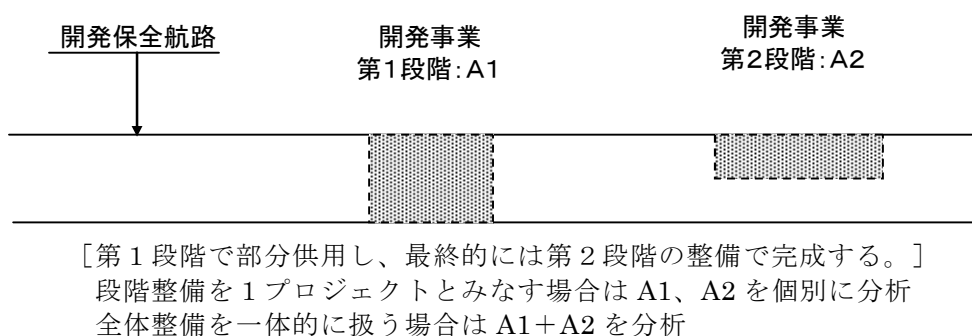 開発保全航路
開発事業
第1段階:A1
開発事業
第2段階:A2
［第１段階で部分供用し、最終的には第２段階の整備で完成する。］
段階整備を１プロジェクトとみなす場合は A1、A2 を個別に分析
全体整備を一体的に扱う場合は A1＋A2 を分析